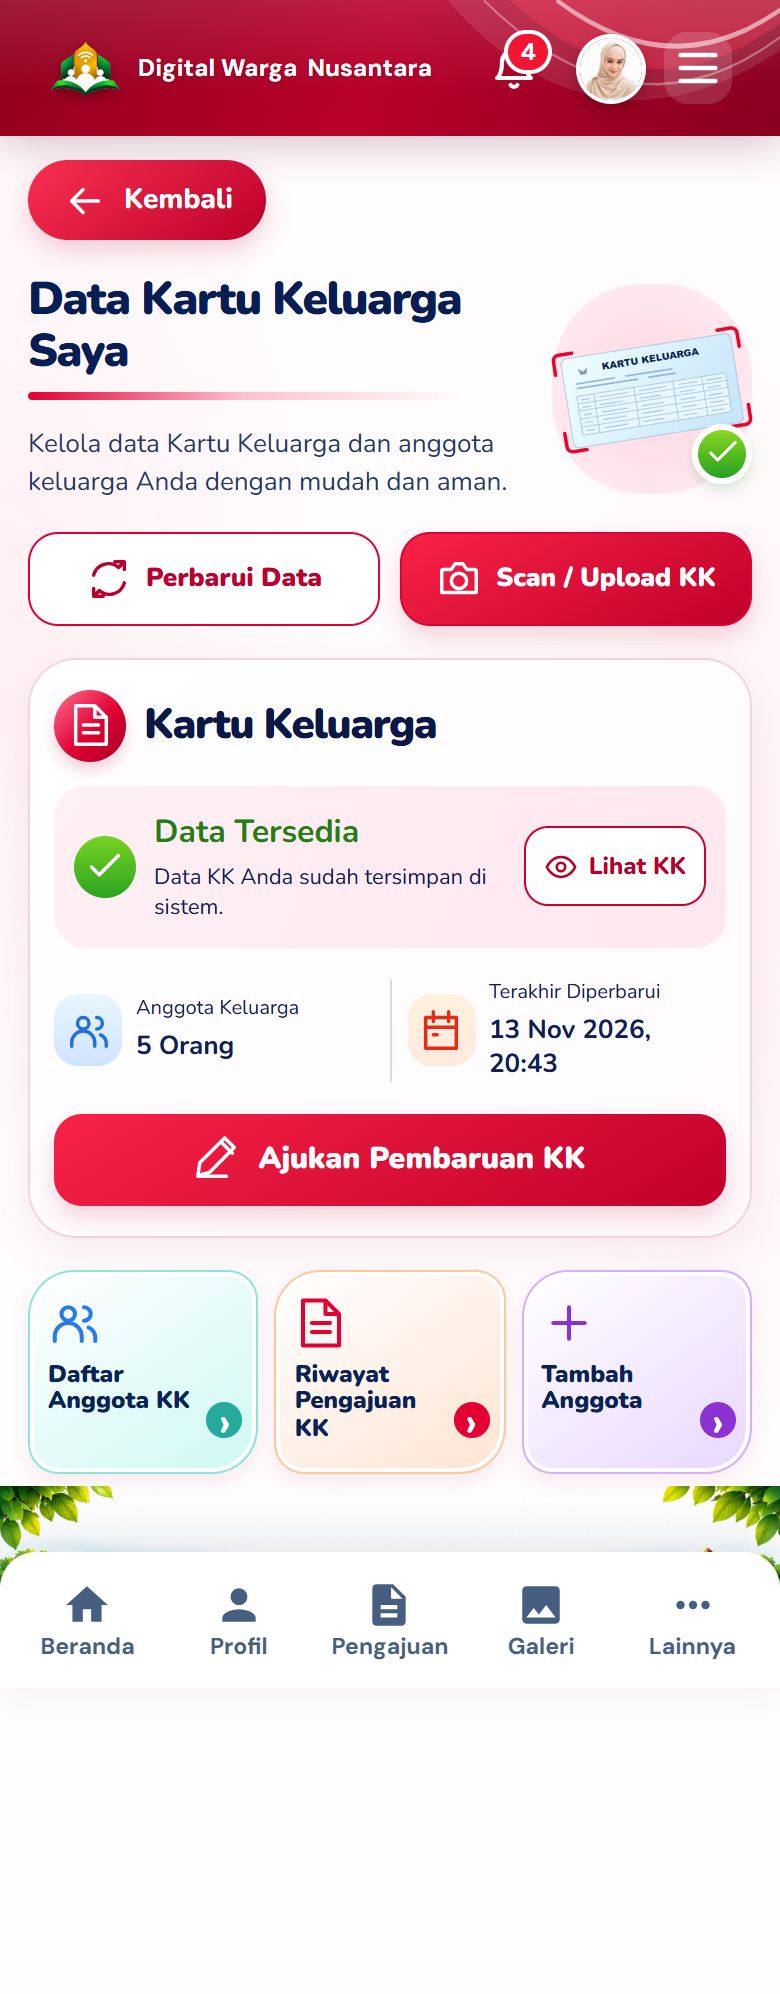 Digital Warga Nusantara
4
Kembali
Data Kartu Keluarga
Saya
KARTU KELUARGA
Kelola data Kartu Keluarga dan anggota
keluarga Anda dengan mudah dan aman.
Perbarui Data
Scan / Upload KK
Kartu Keluarga
Data Tersedia
Data KK Anda sudah tersimpan di
sistem.
Lihat KK
Anggota Keluarga
5 Orang
Terakhir Diperbarui
13 Nov 2026,
20:43
Ajukan Pembaruan KK
Daftar
Anggota KK
Riwayat
Pengajuan
KK
Tambah
Anggota
Beranda
Profil
Pengajuan
Galeri
Lainnya